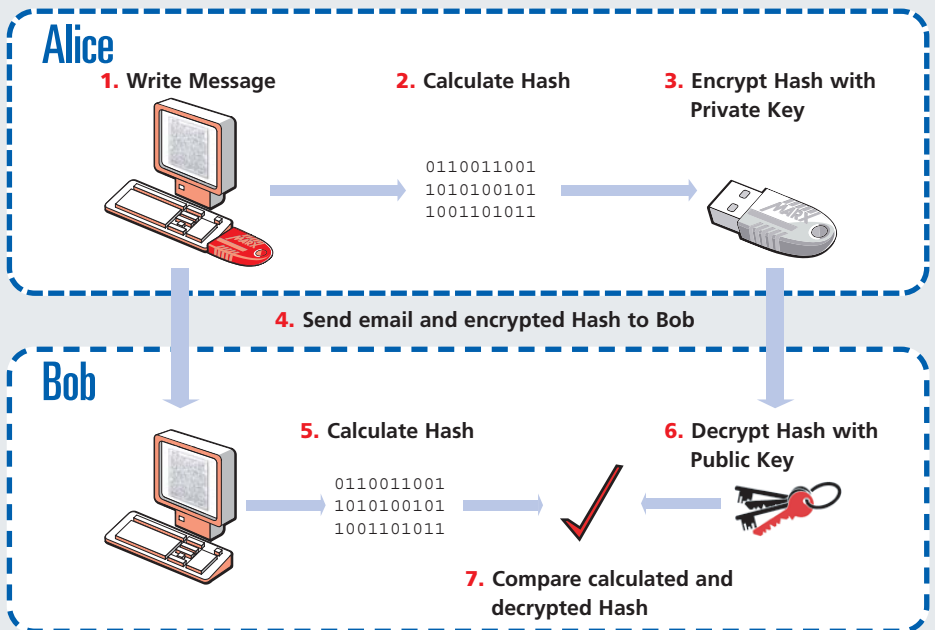 Alice
1. Write Message
2. Calculate Hash
3. Encrypt Hash with
Private Key
0110011001
1010100101
1001101011
MARX
MARX
4. Send email and encrypted Hash to Bob
Bob
5. Calculate Hash
6. Decrypt Hash with
Public Key
0110011001
1010100101
1001101011
7. Compare calculated and
decrypted Hash